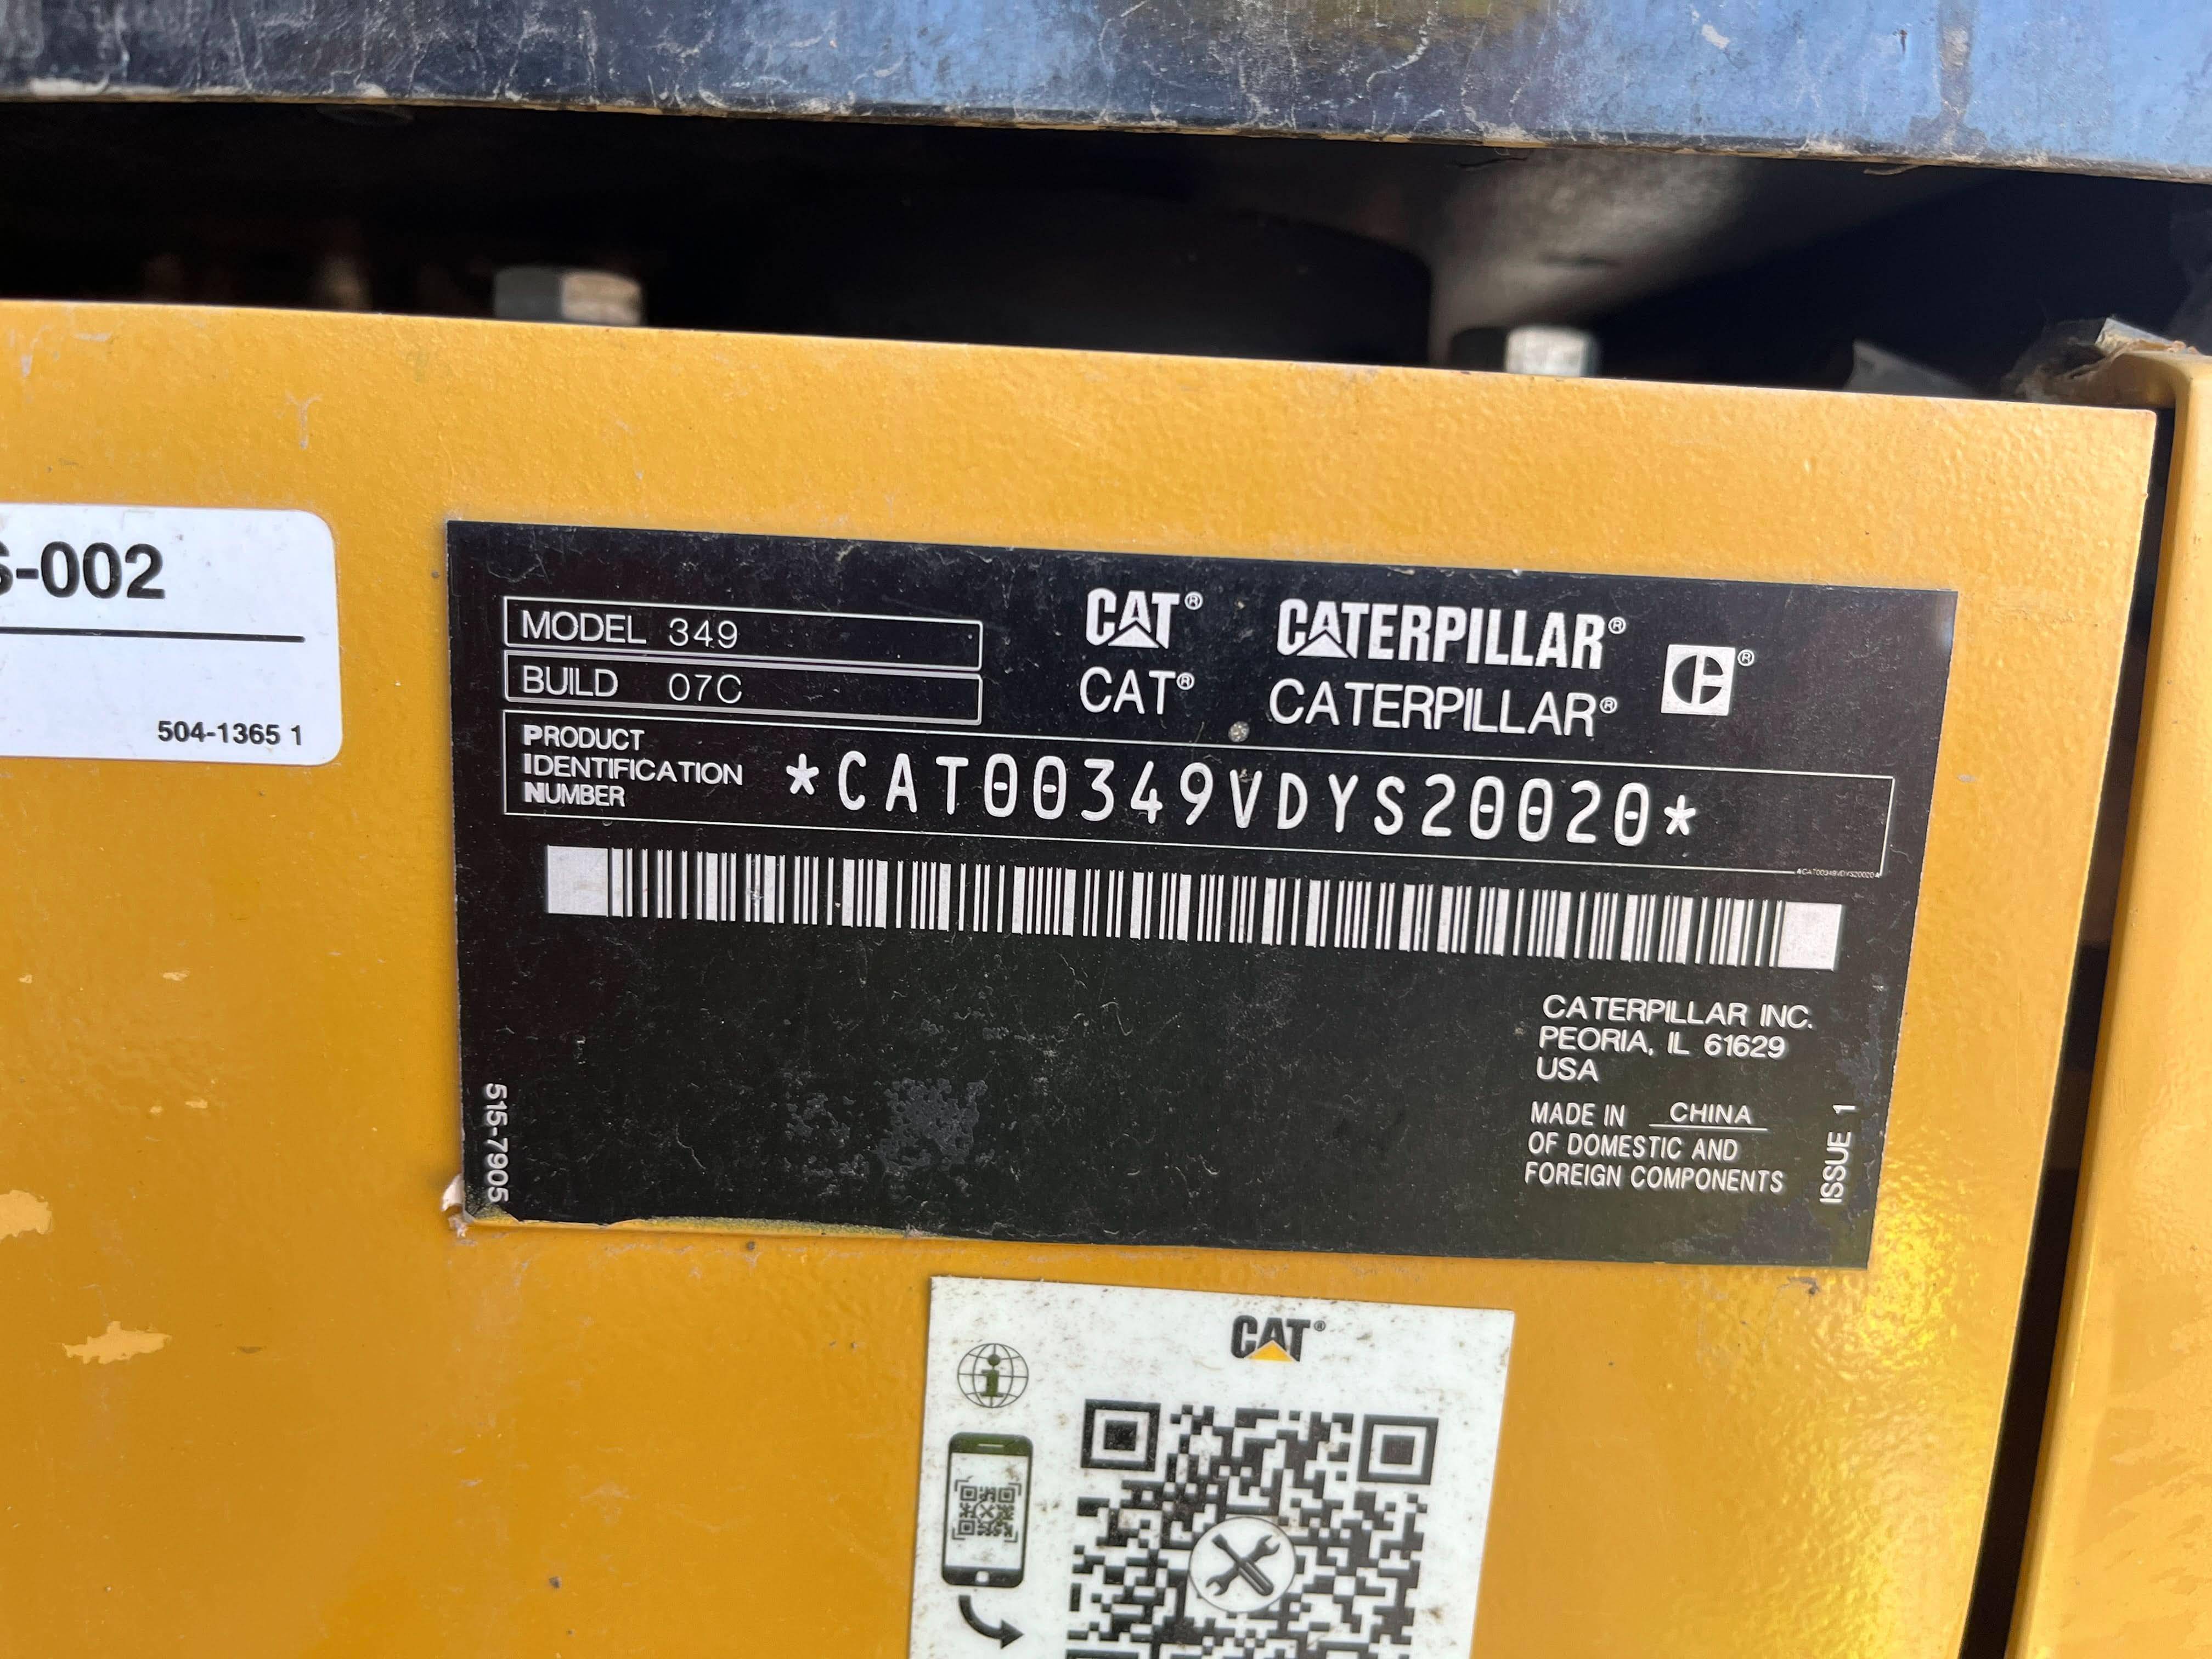 -002
504-1365 1
MODEL 349
BUILD 07C
CAT® CATERPILLAR®
CAT® CATERPILLAR®
PRODUCT
IDENTIFICATION
NUMBER
*CAT00349VDYS20020*
*CAT00349VDYS20020*
CATERPILLAR INC.
PEORIA, IL 61629
USA
MADE IN CHINA
OF DOMESTIC AND
FOREIGN COMPONENTS
515-7905
ISSUE 1
CAT®